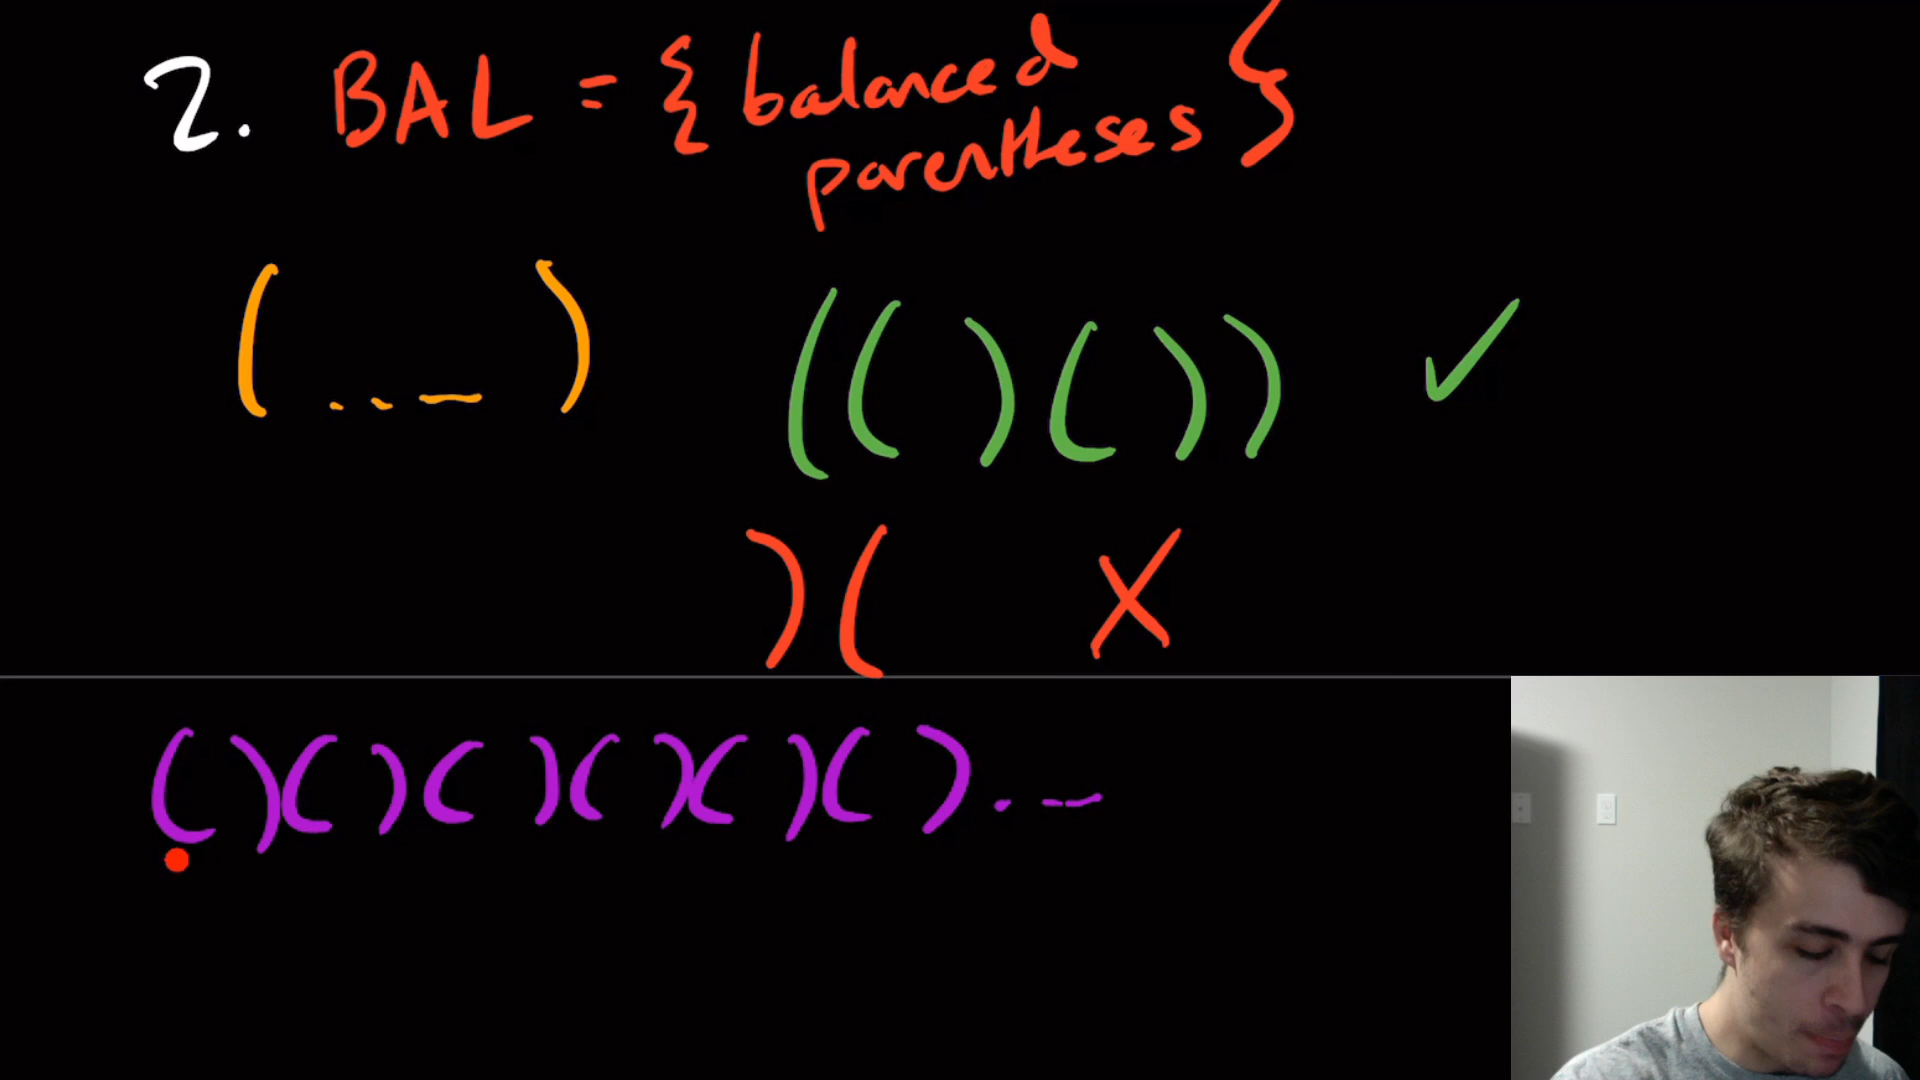 2. BAL = { balanced parentheses }
( .. _ )
(()()) ✓
)( X
()()()()()().--